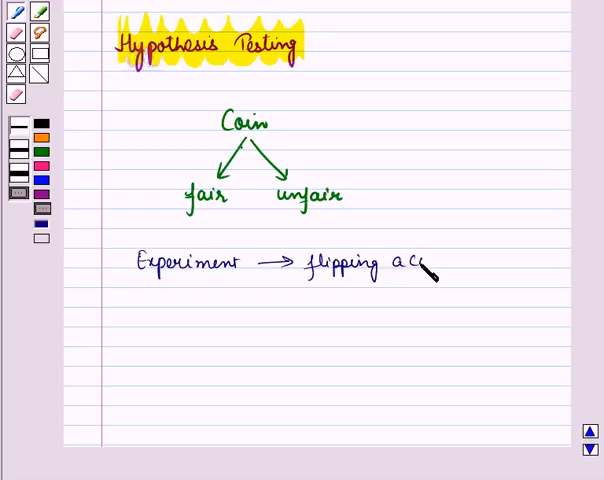 Hypothesis Testing
Coin
fair unfair
Experiment → flipping a